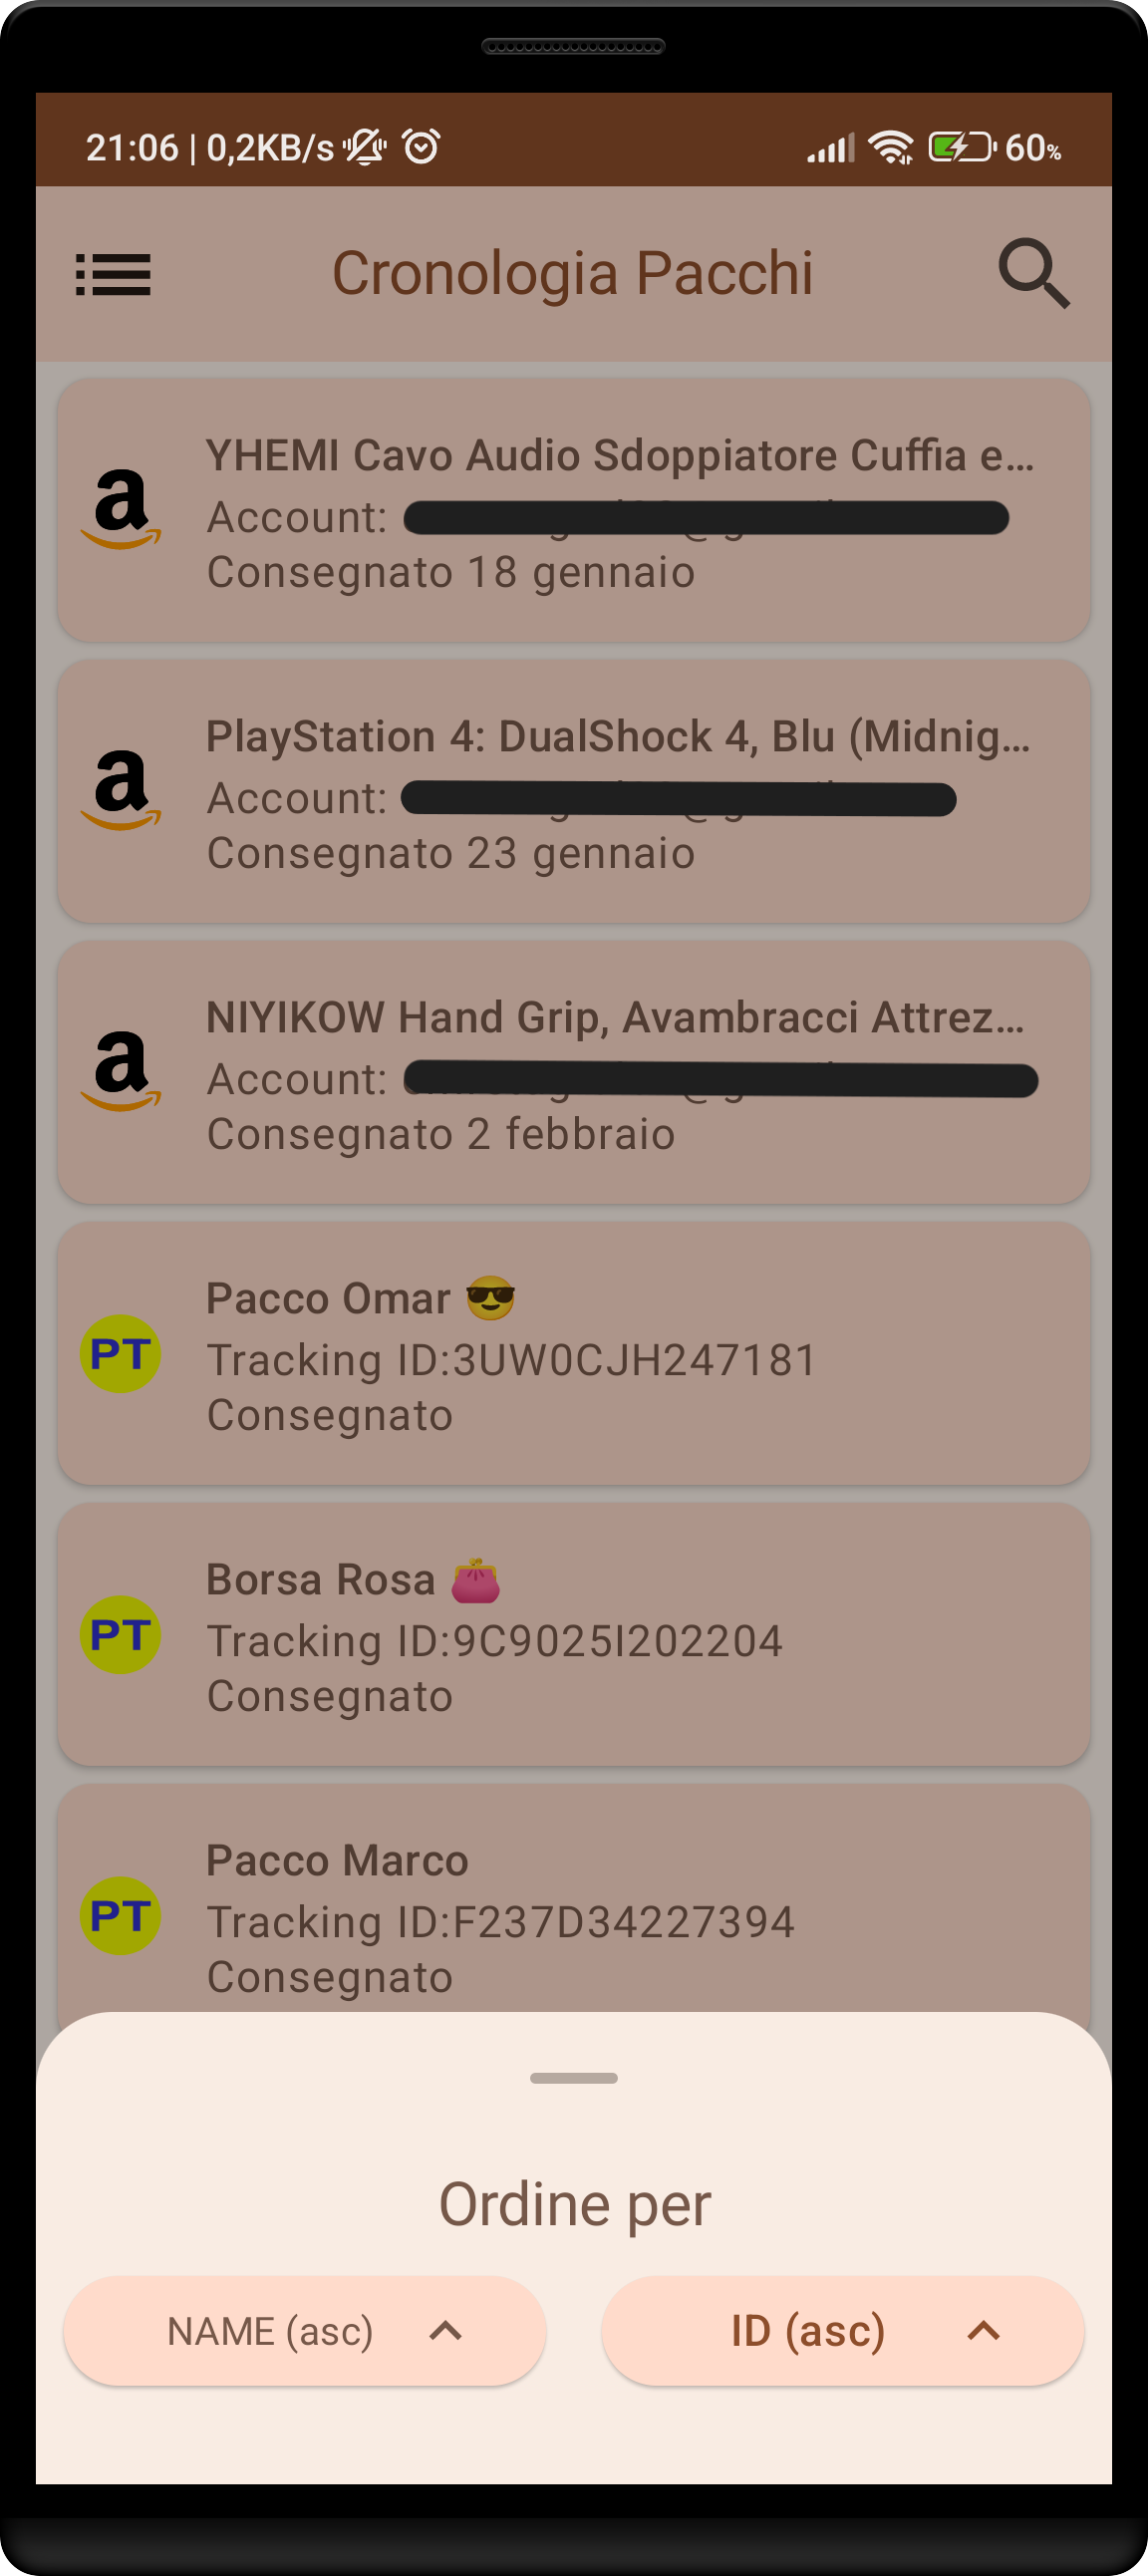 21:06 | 0,2KB/s 60%
Cronologia Pacchi
YHEMI Cavo Audio Sdoppiatore Cuffia e...
Account:
Consegnato 18 gennaio
PlayStation 4: DualShock 4, Blu (Midnig...
Account:
Consegnato 23 gennaio
NIYIKOW Hand Grip, Avambracci Attrez...
Account:
Consegnato 2 febbraio
Pacco Omar 😎
PT
Tracking ID:3UW0CJH247181
Consegnato
Borsa Rosa 👛
PT
Tracking ID:9C9025I202204
Consegnato
Pacco Marco
PT
Tracking ID:F237D34227394
Consegnato
Ordine per
NAME (asc)
ID (asc)